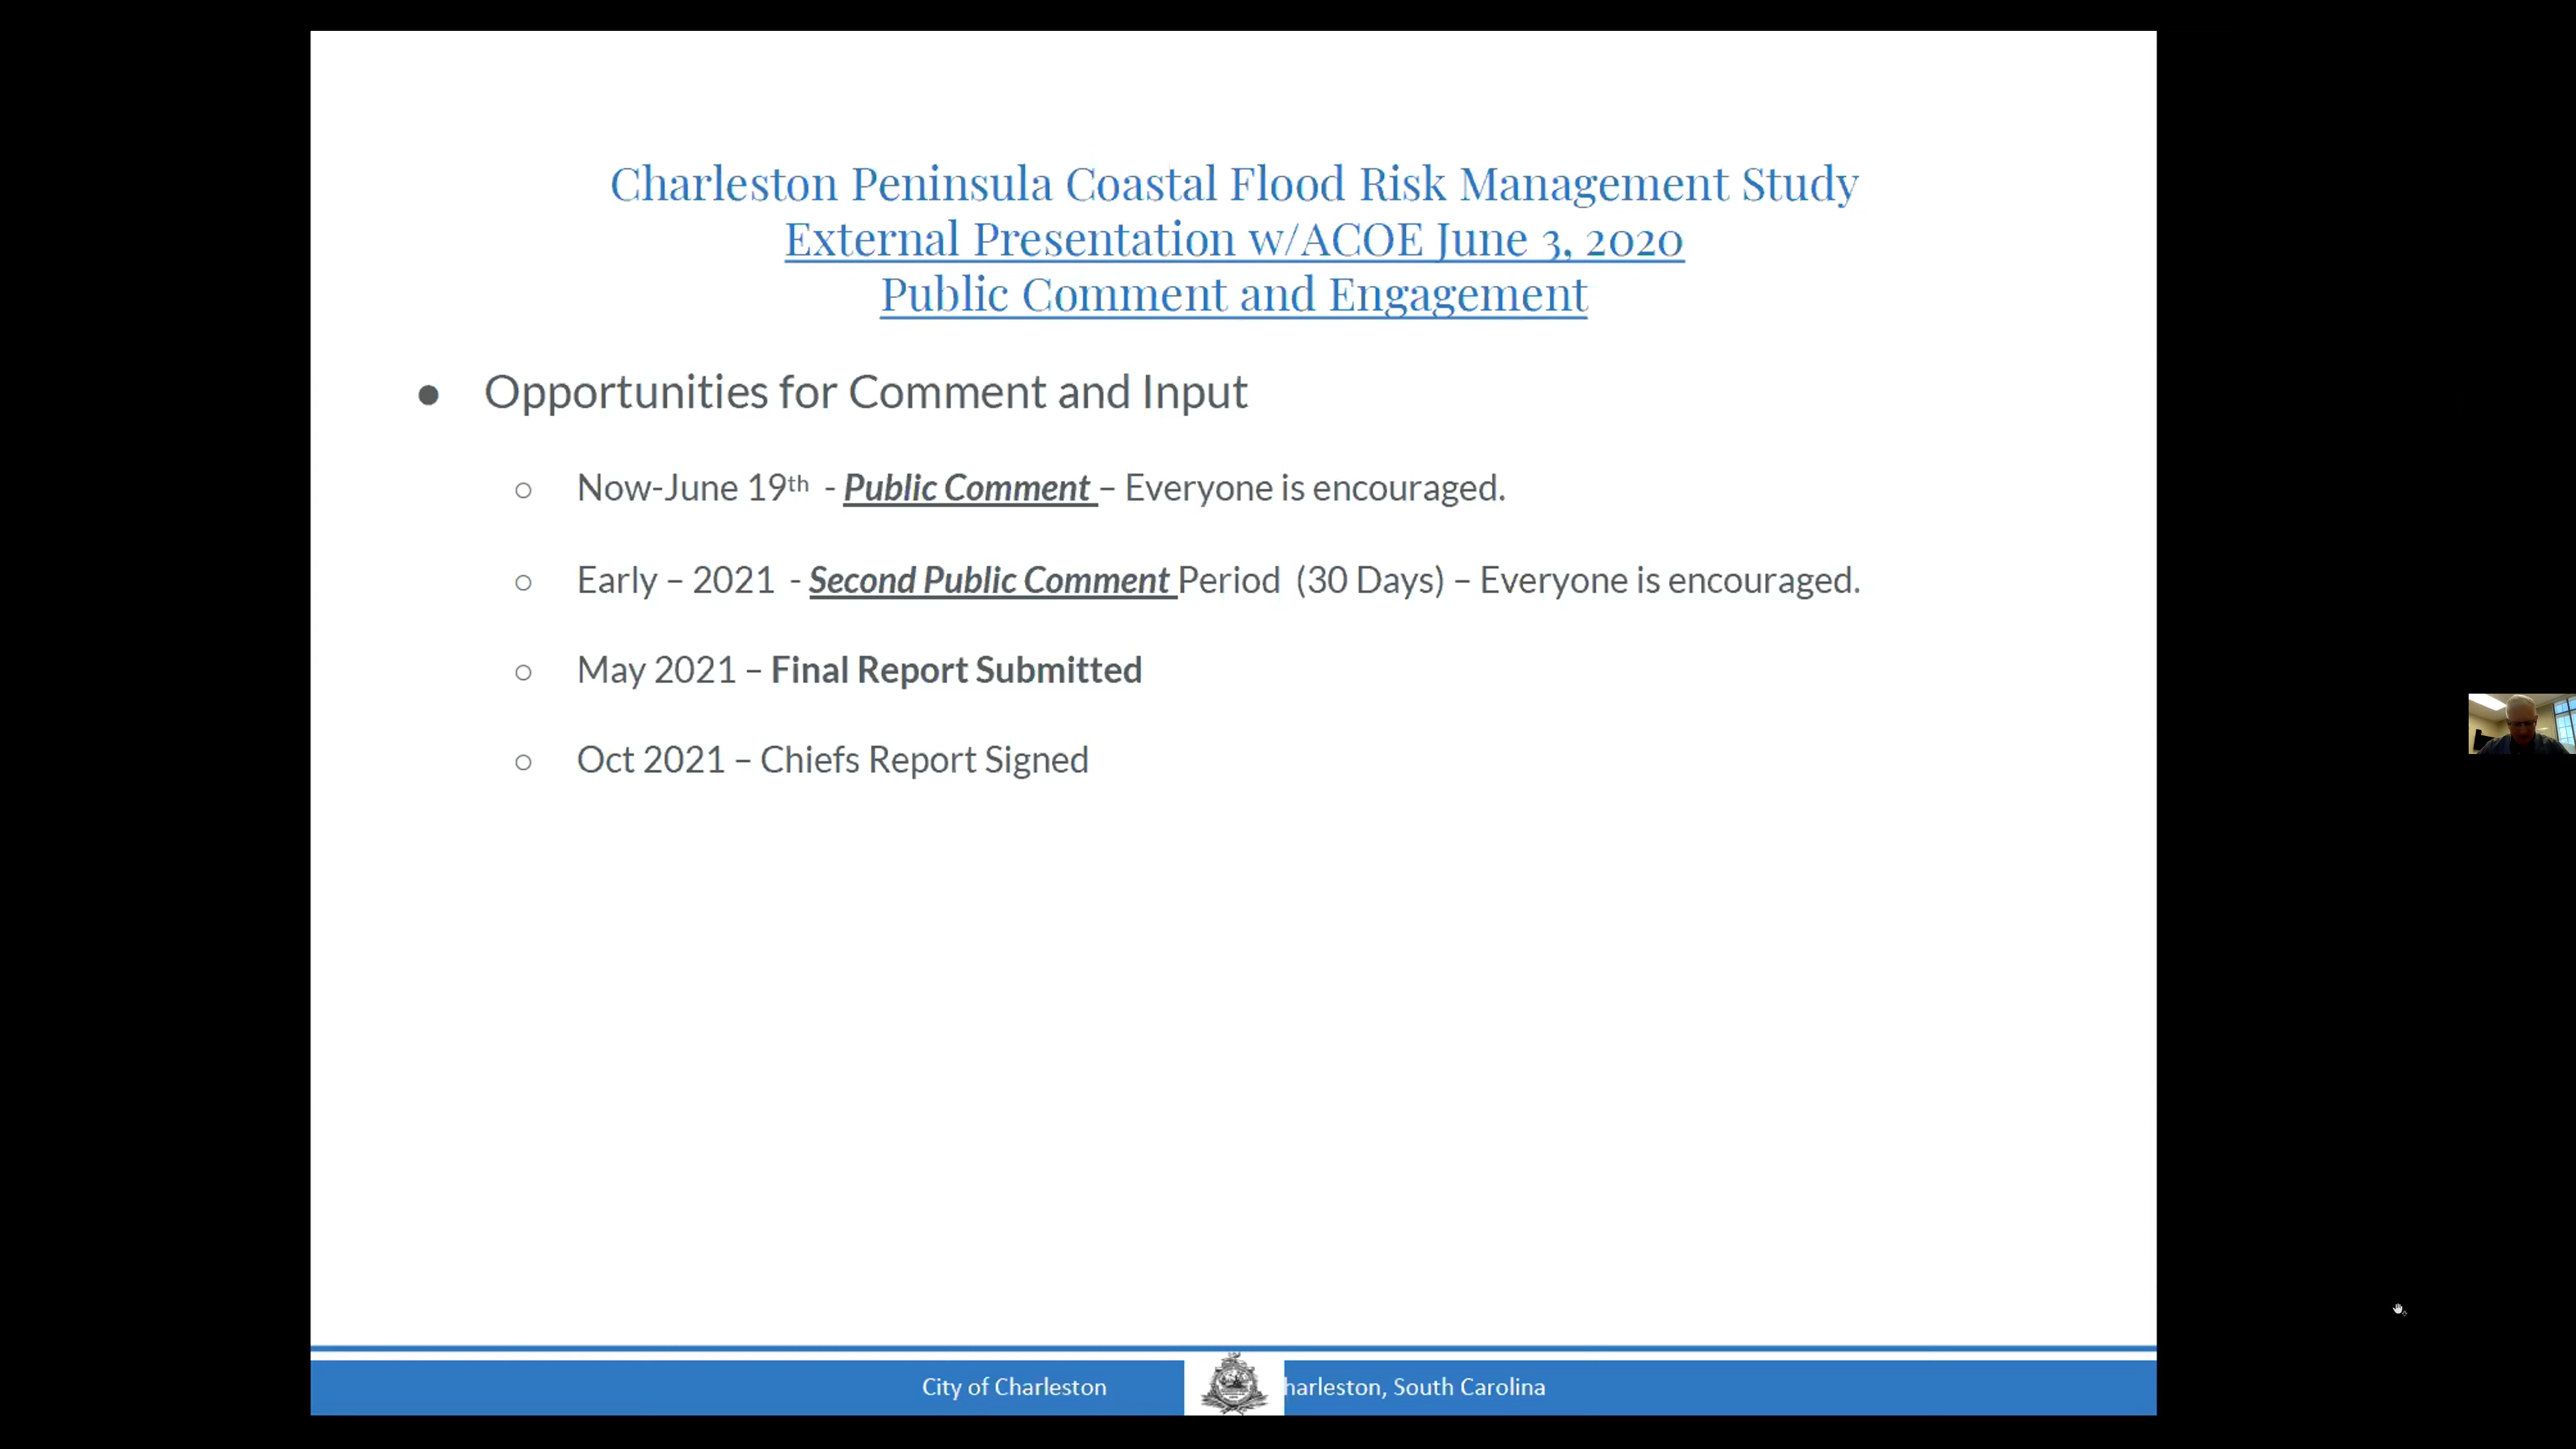 Charleston Peninsula Coastal Flood Risk Management Study
External Presentation w/ACOE June 3, 2020
Public Comment and Engagement
● Opportunities for Comment and Input
○ Now-June 19th - Public Comment – Everyone is encouraged.
○ Early – 2021 - Second Public Comment Period (30 Days) – Everyone is encouraged.
○ May 2021 – Final Report Submitted
○ Oct 2021 – Chiefs Report Signed
City of Charleston
harleston, South Carolina